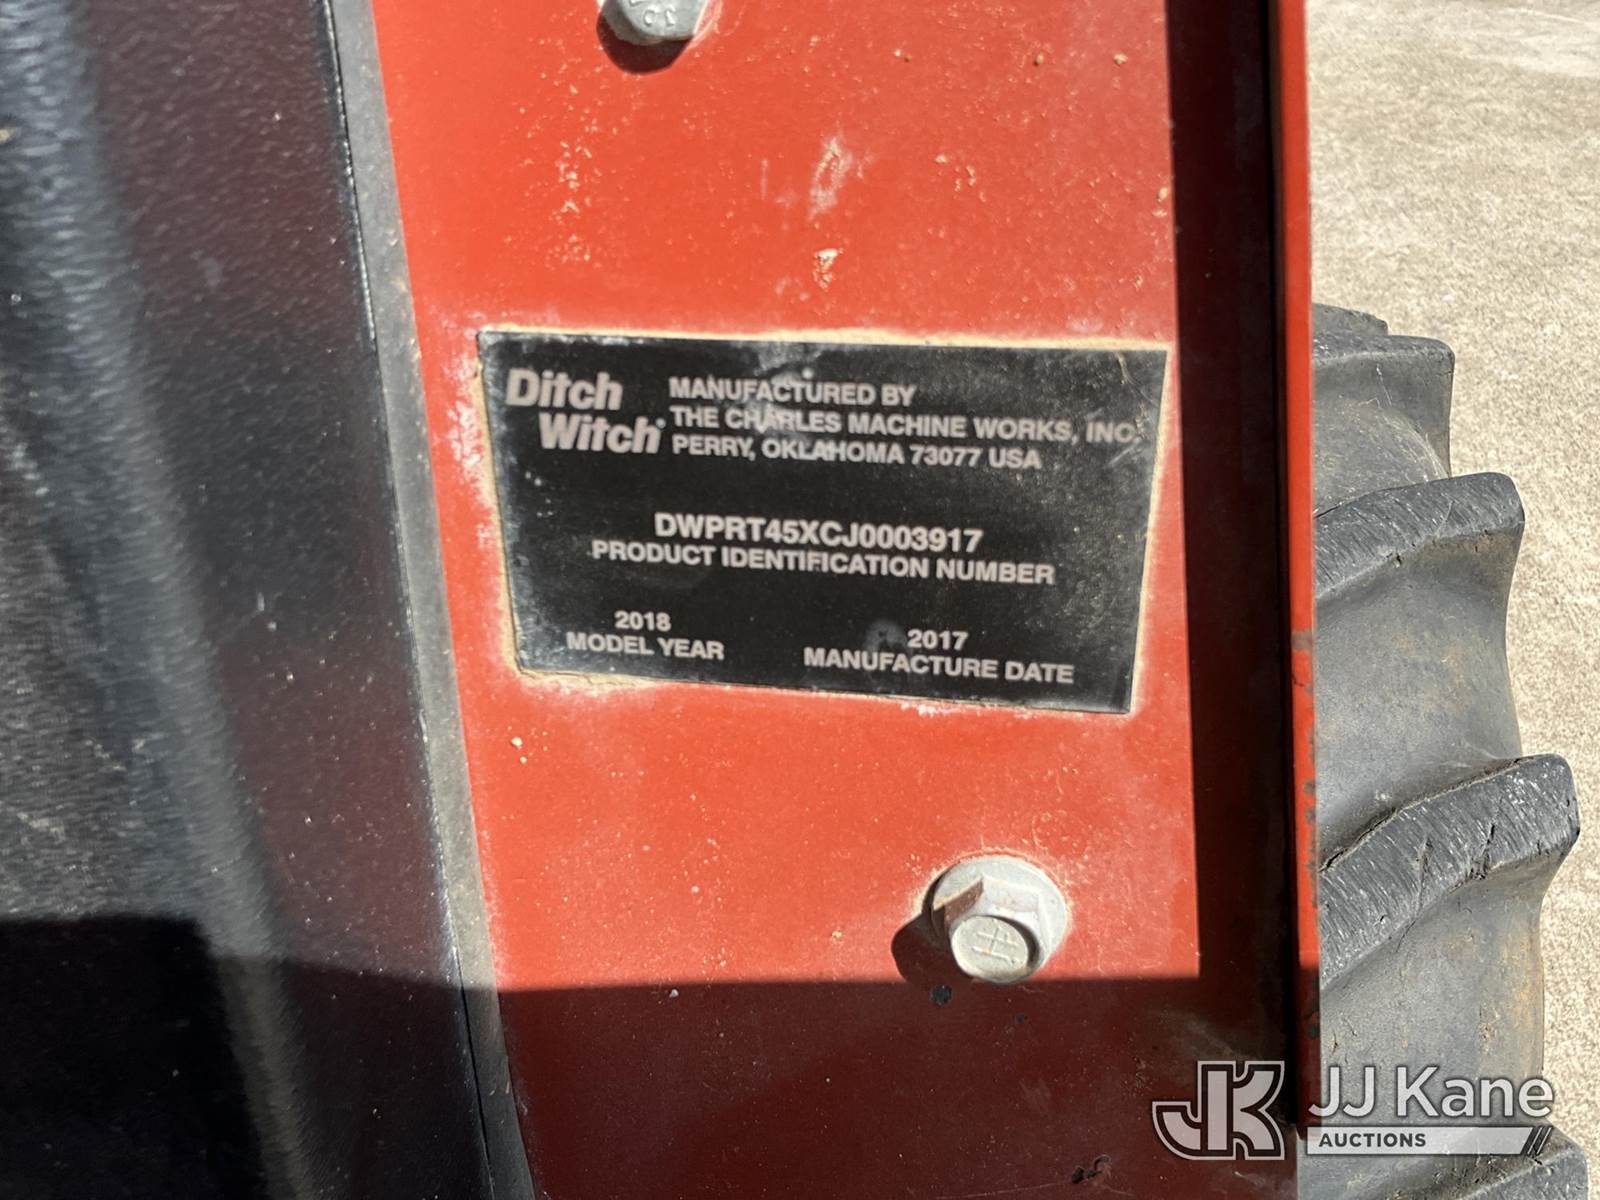 Ditch
Witch®
MANUFACTURED BY
THE CHARLES MACHINE WORKS, INC.
PERRY, OKLAHOMA 73077 USA
DWPRT45XCJ0003917
PRODUCT IDENTIFICATION NUMBER
2018
MODEL YEAR
2017
MANUFACTURE DATE
JK
JJ Kane
AUCTIONS